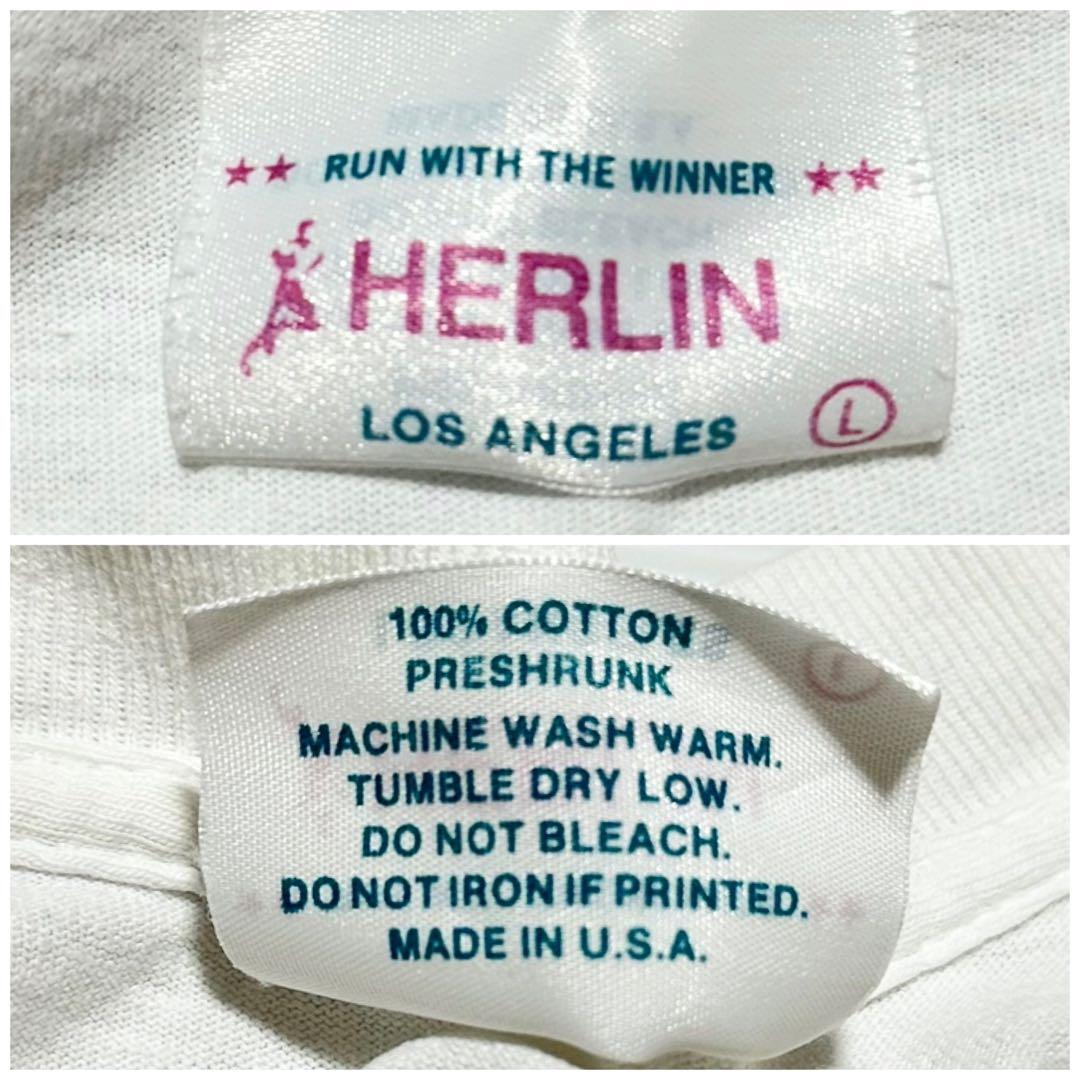 ★★ RUN WITH THE WINNER ★★
HERLIN
LOS ANGELES
L
100% COTTON
PRESHRUNK
MACHINE WASH WARM.
TUMBLE DRY LOW.
DO NOT BLEACH.
DO NOT IRON IF PRINTED.
MADE IN U.S.A.